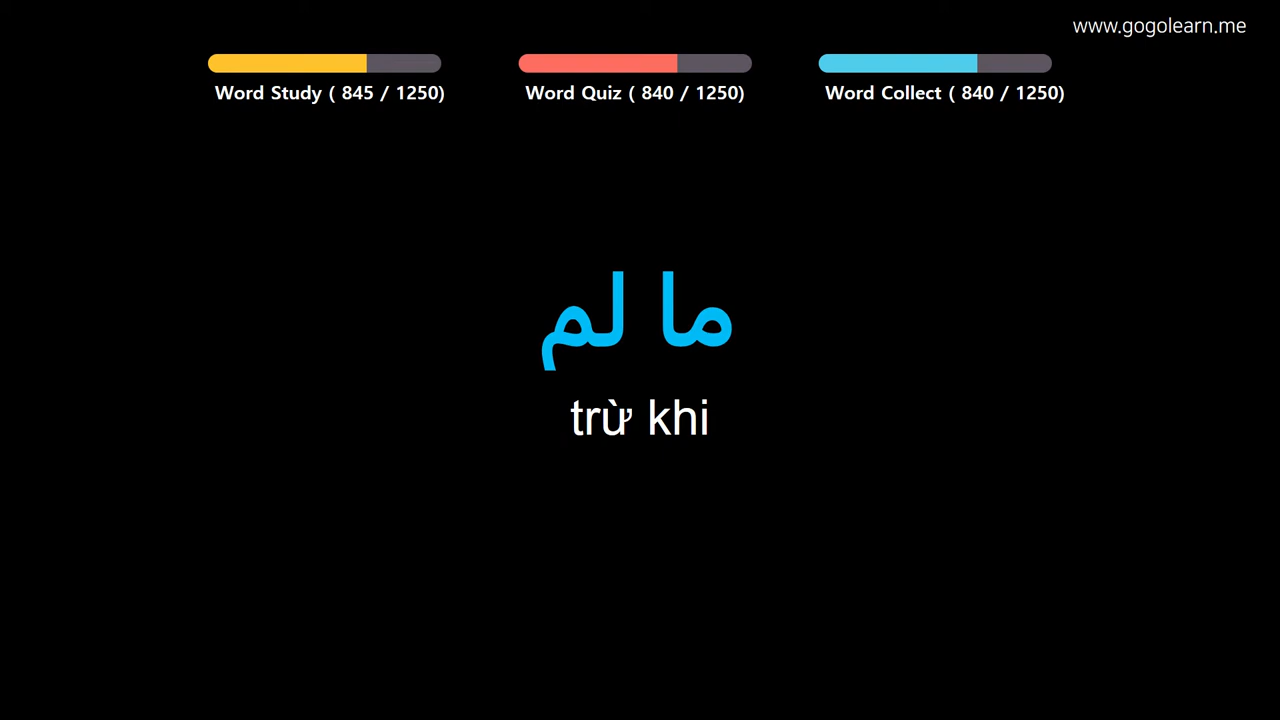 www.gogolearn.me
Word Study ( 845 / 1250)
Word Quiz ( 840 / 1250)
Word Collect ( 840 / 1250)
ما لم
trừ khi